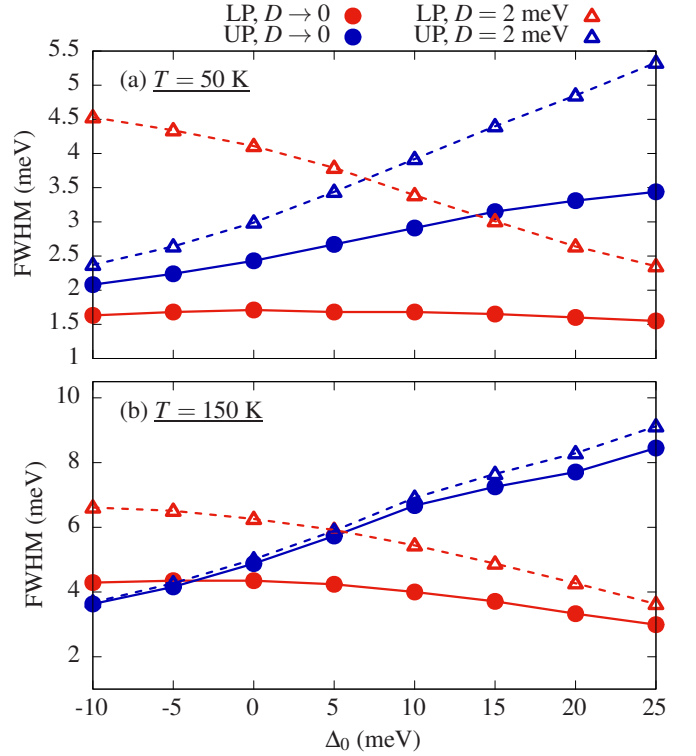 LP, D → 0 LP, D = 2 meV
UP, D → 0 UP, D = 2 meV
(a) T = 50 K
5.5
5
4.5
4
3.5
3
2.5
2
1.5
1
FWHM (meV)
(b) T = 150 K
10
8
6
4
2
FWHM (meV)
-10 -5 0 5 10 15 20 25
Δ₀ (meV)